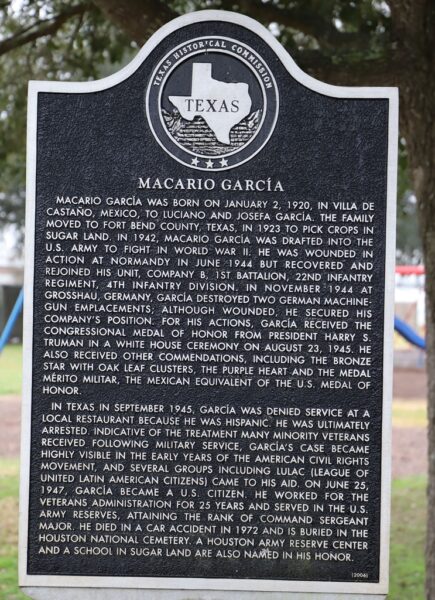 TEXAS HISTORICAL COMMISSION
TEXAS
MACARIO GARCÍA
MACARIO GARCÍA WAS BORN ON JANUARY 2, 1920, IN VILLA DE
CASTAÑO, MEXICO, TO LUCIANO AND JOSEFA GARCÍA. THE FAMILY
MOVED TO FORT BEND COUNTY, TEXAS, IN 1923 TO PICK CROPS IN
SUGAR LAND. IN 1942, MACARIO GARCÍA WAS DRAFTED INTO THE
U.S. ARMY TO FIGHT IN WORLD WAR II. HE WAS WOUNDED IN
ACTION AT NORMANDY IN JUNE 1944 BUT RECOVERED AND
REJOINED HIS UNIT, COMPANY B, 1ST BATTALION, 22ND INFANTRY
REGIMENT, 4TH INFANTRY DIVISION. IN NOVEMBER 1944 AT
GROSSHAU, GERMANY, GARCÍA DESTROYED TWO GERMAN MACHINE-
GUN EMPLACEMENTS; ALTHOUGH WOUNDED, HE SECURED HIS
COMPANY'S POSITION. FOR HIS ACTIONS, GARCÍA RECEIVED THE
CONGRESSIONAL MEDAL OF HONOR FROM PRESIDENT HARRY S.
TRUMAN IN A WHITE HOUSE CEREMONY ON AUGUST 23, 1945. HE
ALSO RECEIVED OTHER COMMENDATIONS, INCLUDING THE BRONZE
STAR WITH OAK LEAF CLUSTERS, THE PURPLE HEART AND THE MEDAL
MÉRITO MILITAR, THE MEXICAN EQUIVALENT OF THE U.S. MEDAL OF
HONOR.
IN TEXAS IN SEPTEMBER 1945, GARCÍA WAS DENIED SERVICE AT A
LOCAL RESTAURANT BECAUSE HE WAS HISPANIC. HE WAS ULTIMATELY
ARRESTED. INDICATIVE OF THE TREATMENT MANY MINORITY VETERANS
RECEIVED FOLLOWING MILITARY SERVICE, GARCÍA'S CASE BECAME
HIGHLY VISIBLE IN THE EARLY YEARS OF THE AMERICAN CIVIL RIGHTS
MOVEMENT, AND SEVERAL GROUPS INCLUDING LULAC (LEAGUE OF
UNITED LATIN AMERICAN CITIZENS) CAME TO HIS AID. ON JUNE 25,
1947, GARCÍA BECAME A U.S. CITIZEN. HE WORKED FOR THE
VETERANS ADMINISTRATION FOR 25 YEARS AND SERVED IN THE U.S.
ARMY RESERVES, ATTAINING THE RANK OF COMMAND SERGEANT
MAJOR. HE DIED IN A CAR ACCIDENT IN 1972 AND IS BURIED IN THE
HOUSTON NATIONAL CEMETERY. A HOUSTON ARMY RESERVE CENTER
AND A SCHOOL IN SUGAR LAND ARE ALSO NAMED IN HIS HONOR.
(2006)